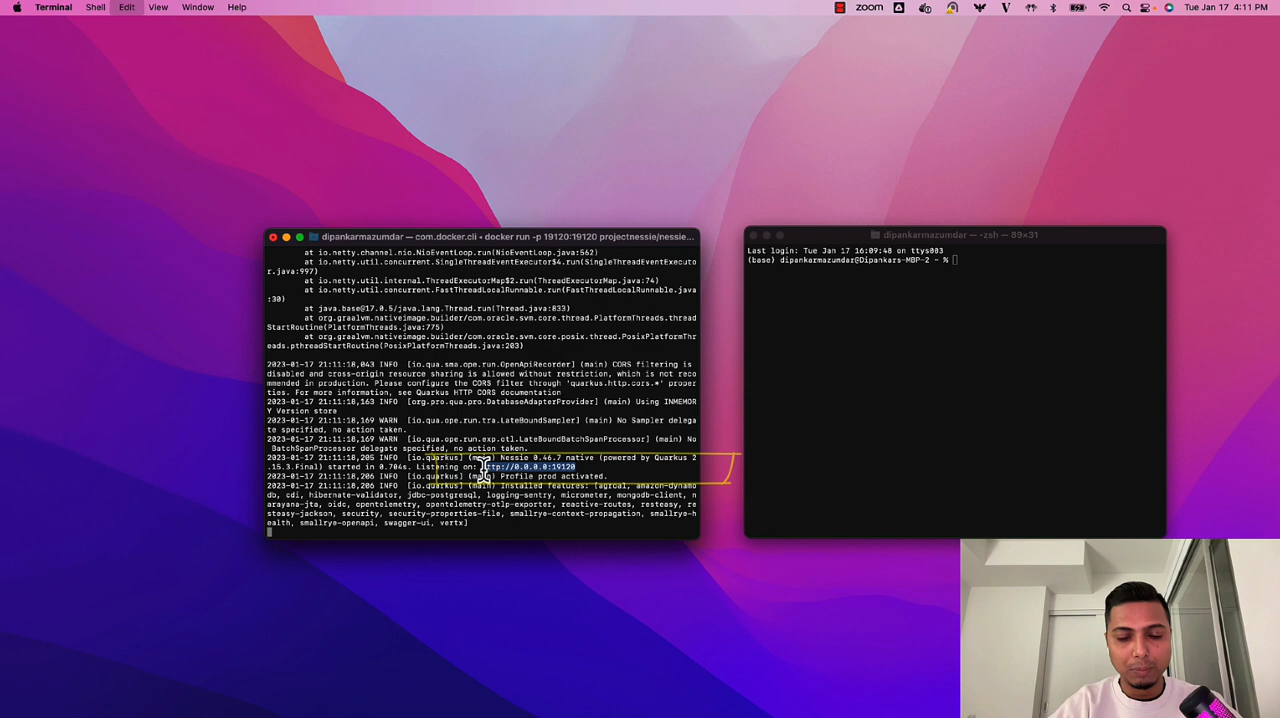 Terminal Shell Edit View Window Help
zoom Tue Jan 17 4:11 PM
dipankarmazumdar — com.docker.cli • docker run -p 19120:19120 projectnessie/nessie...
at io.netty.channel.nio.NioEventLoop.run(NioEventLoop.java:562)
at io.netty.util.concurrent.SingleThreadEventExecutor$4.run(SingleThreadEventExecuto
r.java:997)
at io.netty.util.internal.ThreadExecutorMap$2.run(ThreadExecutorMap.java:74)
at io.netty.util.concurrent.FastThreadLocalRunnable.run(FastThreadLocalRunnable.java
:30)
at java.base@17.0.5/java.lang.Thread.run(Thread.java:833)
at org.graalvm.nativeimage.builder/com.oracle.svm.core.thread.PlatformThreads.thread
StartRoutine(PlatformThreads.java:775)
at org.graalvm.nativeimage.builder/com.oracle.svm.core.posix.thread.PosixPlatformThr
eads.pthreadStartRoutine(PosixPlatformThreads.java:203)
2023-01-17 21:11:18,043 INFO [io.qua.sma.ope.run.OpenApiRecorder] (main) CORS filtering is
disabled and cross-origin resource sharing is allowed without restriction, which is not reco
mmended in production. Please configure the CORS filter through 'quarkus.http.cors.*' proper
ties. For more information, see Quarkus HTTP CORS documentation
2023-01-17 21:11:18,163 INFO [org.pro.qua.pro.DatabaseAdapterProvider] (main) Using INMEMOR
Y Version store
2023-01-17 21:11:18,169 WARN [io.qua.ope.run.tra.LateBoundSampler] (main) No Sampler delega
te specified, no action taken.
2023-01-17 21:11:18,169 WARN [io.qua.ope.run.exp.otl.LateBoundBatchSpanProcessor] (main) No
BatchSpanProcessor delegate specified, no action taken.
2023-01-17 21:11:18,205 INFO [io.quarkus] (main) Nessie 0.46.7 native (powered by Quarkus 2
.15.3.Final) started in 0.704s. Listening on: http://0.0.0.0:19120
2023-01-17 21:11:18,206 INFO [io.quarkus] (main) Profile prod activated.
2023-01-17 21:11:18,206 INFO [io.quarkus] (main) Installed features: [agroal, amazon-dynamo
db, cdi, hibernate-validator, jdbc-postgresql, logging-sentry, micrometer, mongodb-client, n
arayana-jta, oidc, opentelemetry, opentelemetry-otlp-exporter, reactive-routes, resteasy, re
steasy-jackson, security, security-properties-file, smallrye-context-propagation, smallrye-h
ealth, smallrye-openapi, swagger-ui, vertx]
dipankarmazumdar — -zsh — 89×31
Last login: Tue Jan 17 16:09:48 on ttys003
(base) dipankarmazumdar@Dipankars-MBP-2 ~ %